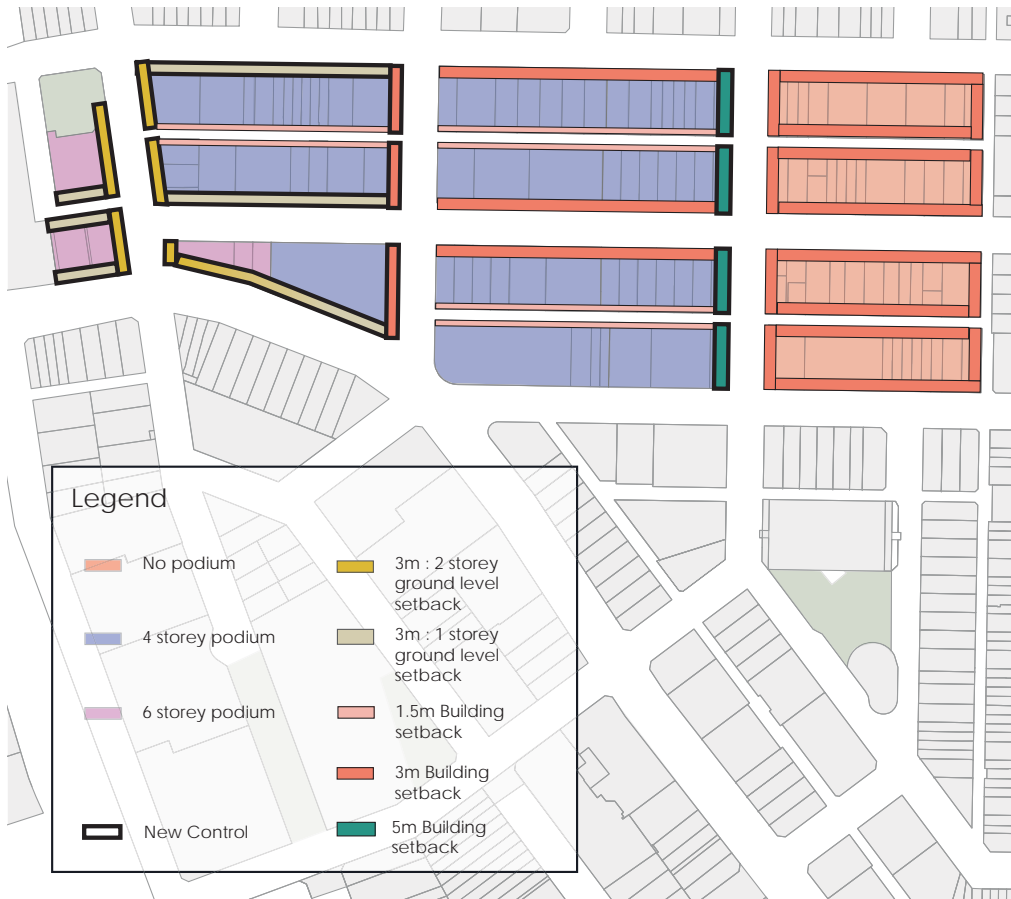 Legend
No podium
4 storey podium
6 storey podium
New Control
3m : 2 storey
ground level
setback
3m : 1 storey
ground level
setback
1.5m Building
setback
3m Building
setback
5m Building
setback